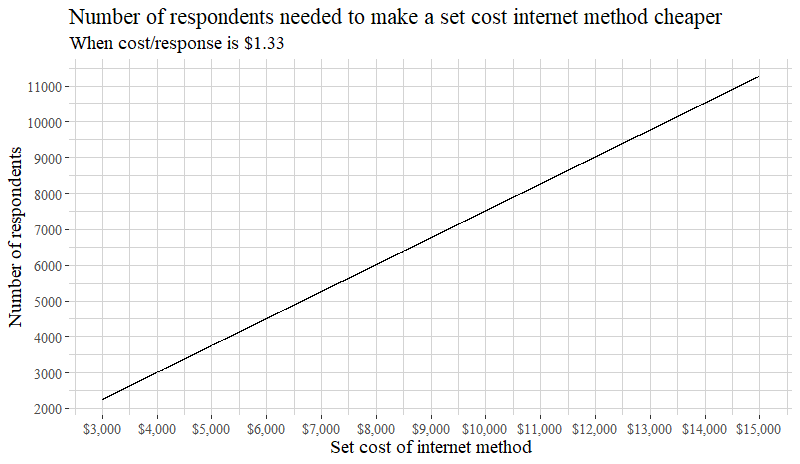 Number of respondents needed to make a set cost internet method cheaper
When cost/response is $1.33
Number of respondents
11000
10000
9000
8000
7000
6000
5000
4000
3000
2000
$3,000 $4,000 $5,000 $6,000 $7,000 $8,000 $9,000 $10,000 $11,000 $12,000 $13,000 $14,000 $15,000
Set cost of internet method